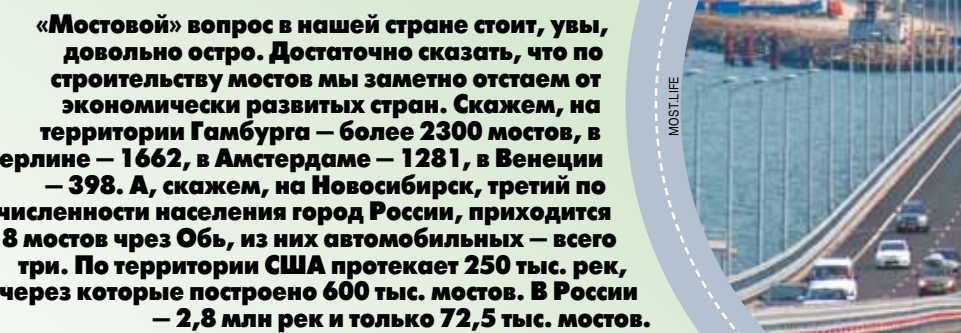 «Мостовой» вопрос в нашей стране стоит, увы,
довольно остро. Достаточно сказать, что по
строительству мостов мы заметно отстаем от
экономически развитых стран. Скажем, на
территории Гамбурга – более 2300 мостов, в
ерлине – 1662, в Амстердаме – 1281, в Венеции
– 398. А, скажем, на Новосибирск, третий по
численности населения город России, приходится
8 мостов чрез Обь, из них автомобильных – всего
три. По территории США протекает 250 тыс. рек,
через которые построено 600 тыс. мостов. В России
– 2,8 млн рек и только 72,5 тыс. мостов.
MOST.LIFE